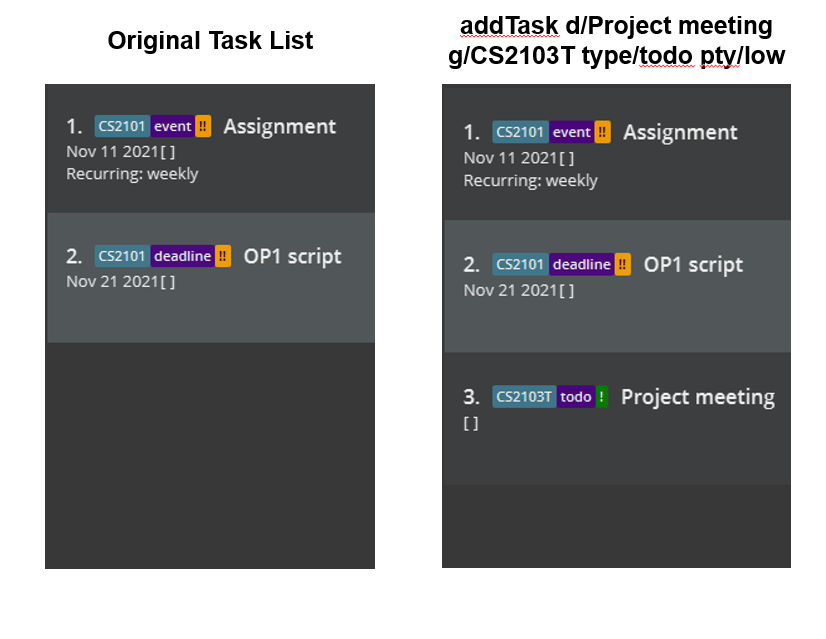 Original Task List
1. CS2101 event !! Assignment
Nov 11 2021[ ]
Recurring: weekly
2. CS2101 deadline !! OP1 script
Nov 21 2021[ ]
addTask d/Project meeting
g/CS2103T type/todo pty/low
1. CS2101 event !! Assignment
Nov 11 2021[ ]
Recurring: weekly
2. CS2101 deadline !! OP1 script
Nov 21 2021[ ]
3. CS2103T todo ! Project meeting
[ ]